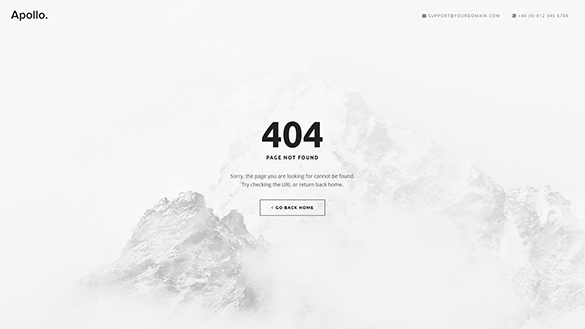 Apollo.
SUPPORT@YOURDOMAIN.COM
+40 (0) 012 345 6789
404
PAGE NOT FOUND
Sorry, the page you are looking for cannot be found.
Try checking the URL or return back home.
‹ GO BACK HOME